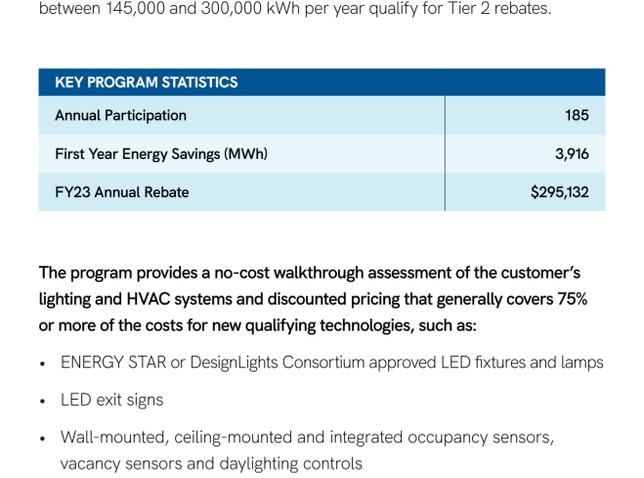 between 145,000 and 300,000 kWh per year qualify for Tier 2 rebates.
KEY PROGRAM STATISTICS
Annual Participation 185
First Year Energy Savings (MWh) 3,916
FY23 Annual Rebate $295,132
The program provides a no-cost walkthrough assessment of the customer's
lighting and HVAC systems and discounted pricing that generally covers 75%
or more of the costs for new qualifying technologies, such as:
• ENERGY STAR or DesignLights Consortium approved LED fixtures and lamps
• LED exit signs
• Wall-mounted, ceiling-mounted and integrated occupancy sensors,
vacancy sensors and daylighting controls